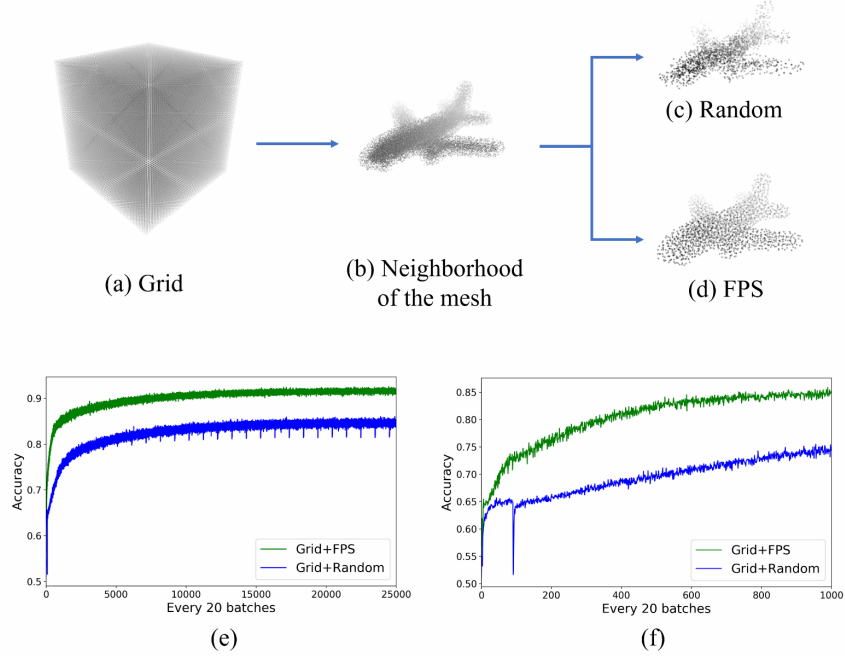 (c) Random
(a) Grid
(b) Neighborhood
of the mesh
(d) FPS
0.9
0.8
0.7
0.6
0.5
Accuracy
0
5000
10000
15000
20000
25000
Every 20 batches
Grid+FPS
Grid+Random
(e)
0.85
0.80
0.75
0.70
0.65
0.60
0.55
0.50
Accuracy
0
200
400
600
800
1000
Every 20 batches
Grid+FPS
Grid+Random
(f)